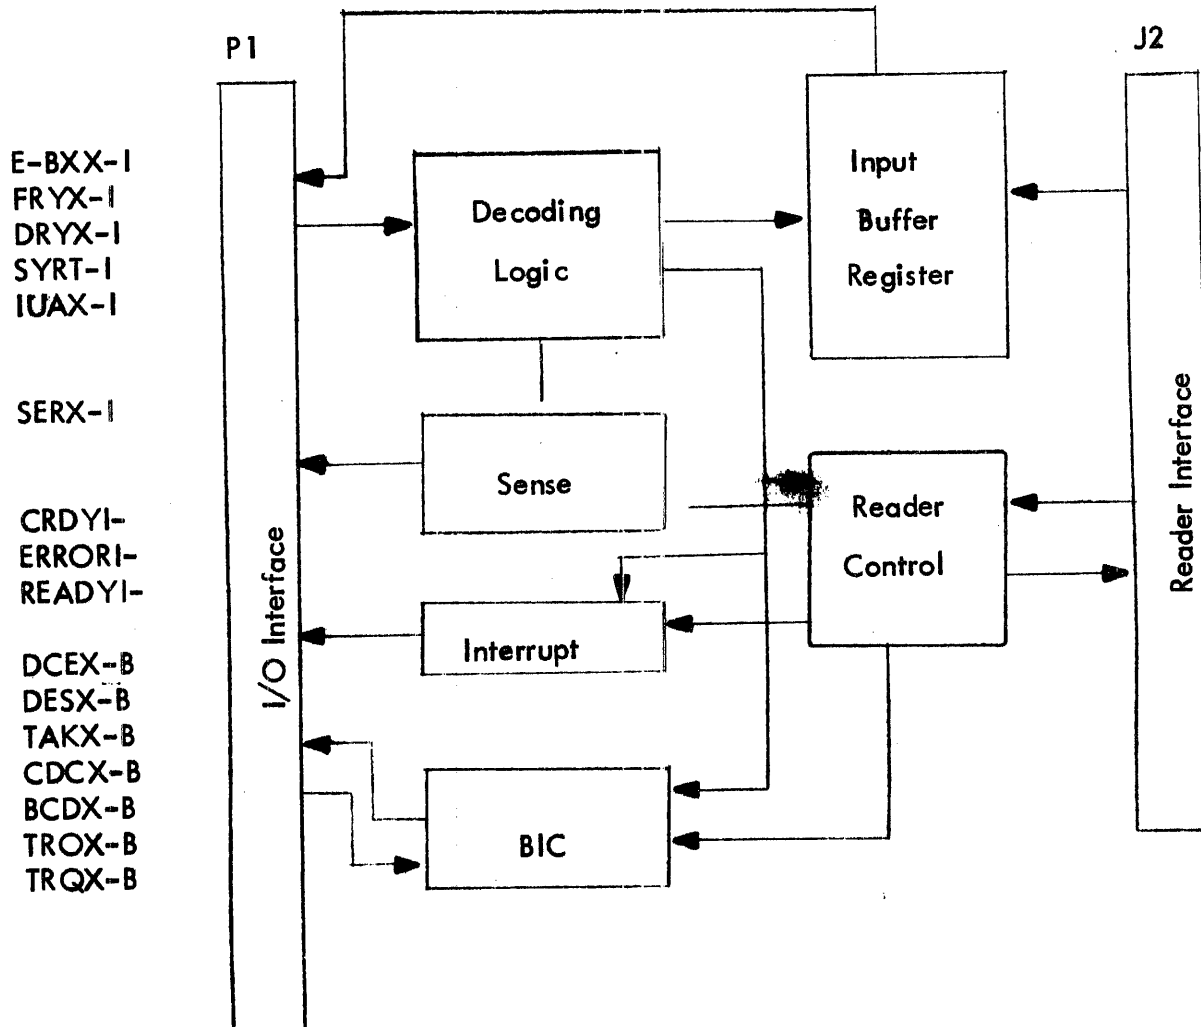 P1
J2
E-BXX-I
FRYX-I
DRYX-I
SYRT-I
IUAX-I
SERX-I
CRDYI-
ERRORI-
READYI-
DCEX-B
DESX-B
TAKX-B
CDCX-B
BCDX-B
TROX-B
TRQX-B
I/O Interface
Decoding
Logic
Sense
Interrupt
BIC
Input
Buffer
Register
Reader
Control
Reader Interface